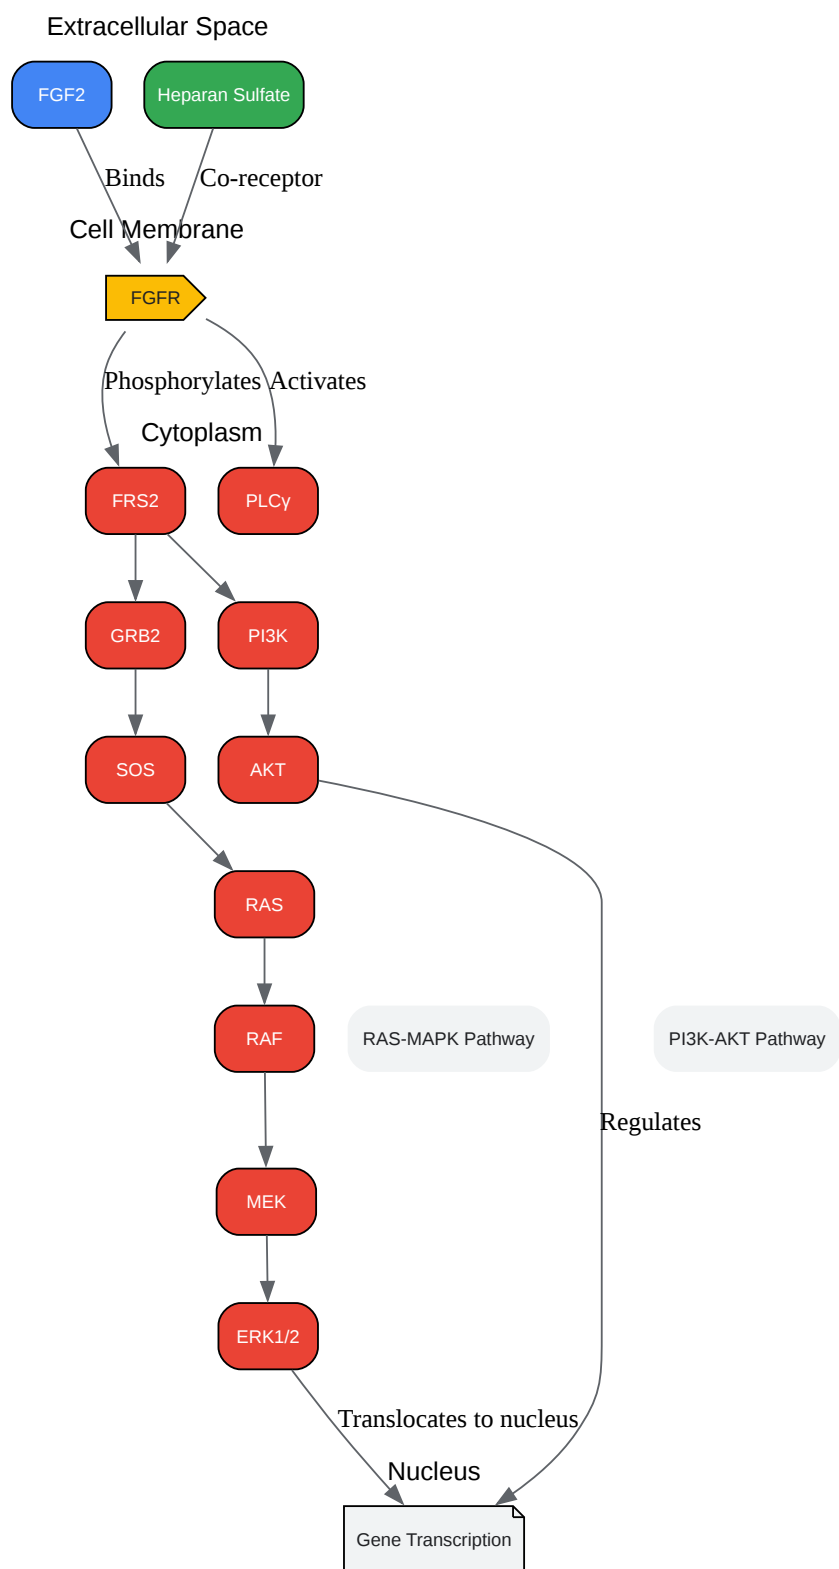 Extracellular Space
FGF2
Heparan Sulfate
Binds
Co-receptor
Cell Membrane
FGFR
Phosphorylates
Activates
Cytoplasm
FRS2
PLCγ
GRB2
PI3K
SOS
AKT
RAS
RAF
RAS-MAPK Pathway
PI3K-AKT Pathway
Regulates
MEK
ERK1/2
Translocates to nucleus
Nucleus
Gene Transcription